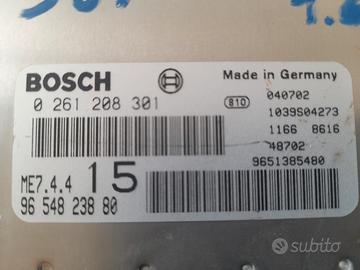 BOSCH
Made in Germany
0 261 208 301
810
040702
1039S04273
1166 8616
48702
9651385480
ME7.4.4 15
96 548 238 80
subito